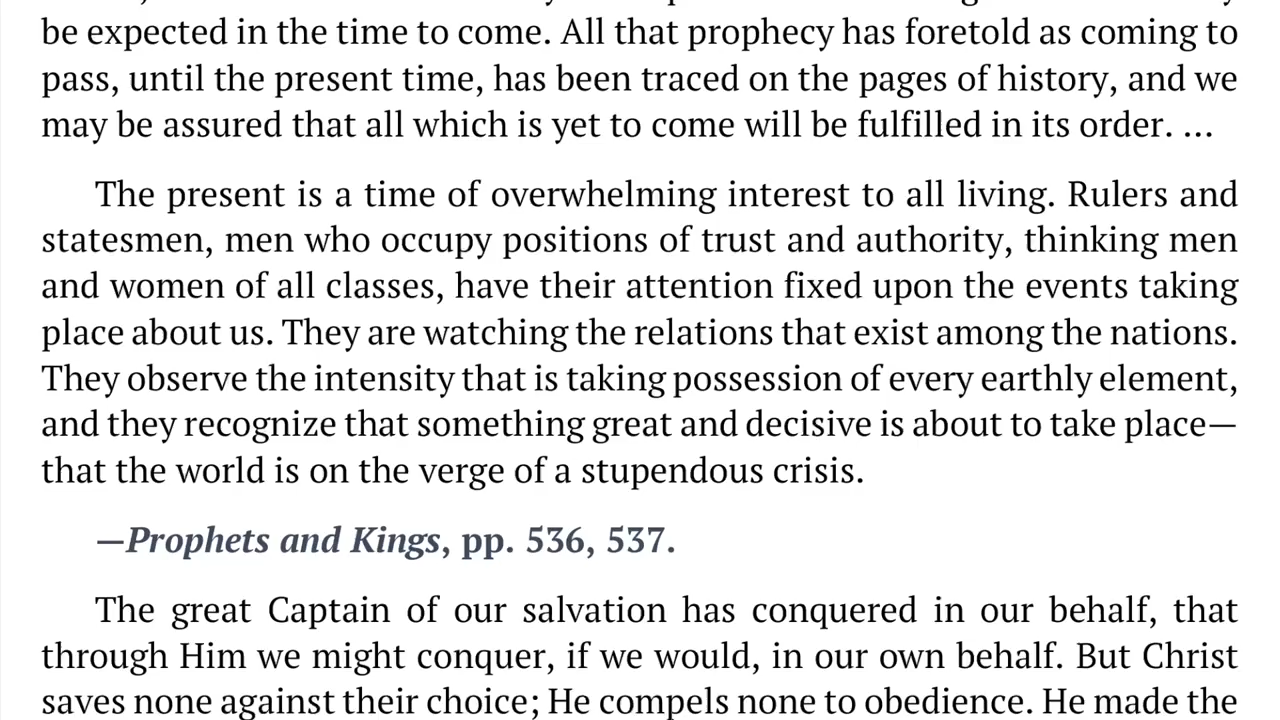 be expected in the time to come. All that prophecy has foretold as coming to
pass, until the present time, has been traced on the pages of history, and we
may be assured that all which is yet to come will be fulfilled in its order. ...
The present is a time of overwhelming interest to all living. Rulers and
statesmen, men who occupy positions of trust and authority, thinking men
and women of all classes, have their attention fixed upon the events taking
place about us. They are watching the relations that exist among the nations.
They observe the intensity that is taking possession of every earthly element,
and they recognize that something great and decisive is about to take place—
that the world is on the verge of a stupendous crisis.
—Prophets and Kings, pp. 536, 537.
The great Captain of our salvation has conquered in our behalf, that
through Him we might conquer, if we would, in our own behalf. But Christ
saves none against their choice; He compels none to obedience. He made the